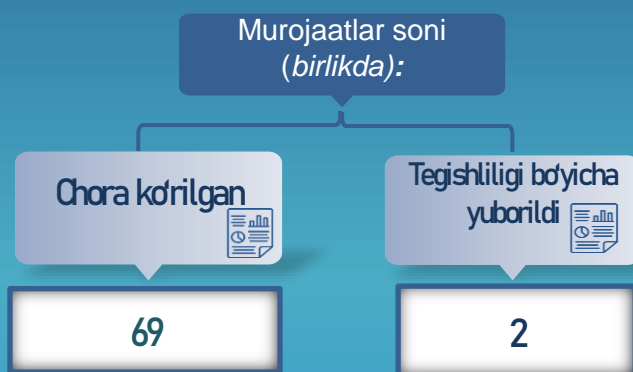 Murojaatlar soni
(birlikda):
Chora ko'rilgan
Tegishliligi bo'yicha
yuborildi
69
2